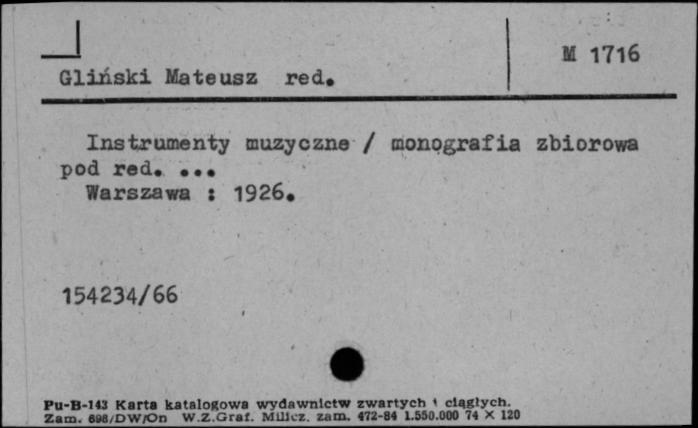 M 1716
Gliński Mateusz red.
Instrumenty muzyczne / monografia zbiorowa
pod red. ...
Warszawa : 1926.
154234/66
Pu-B-143 Karta katalogowa wydawnictw zwartych i ciągłych.
Zam. 698/DW/On W.Z.Graf. Milicz. zam. 472-84 1.550.000 74 X 120